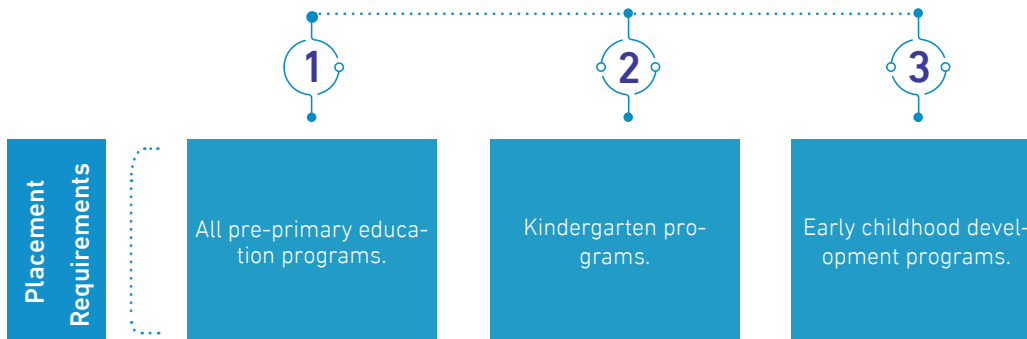 1
2
3
Placement
Requirements
All pre-primary educa-
tion programs.
Kindergarten pro-
grams.
Early childhood devel-
opment programs.